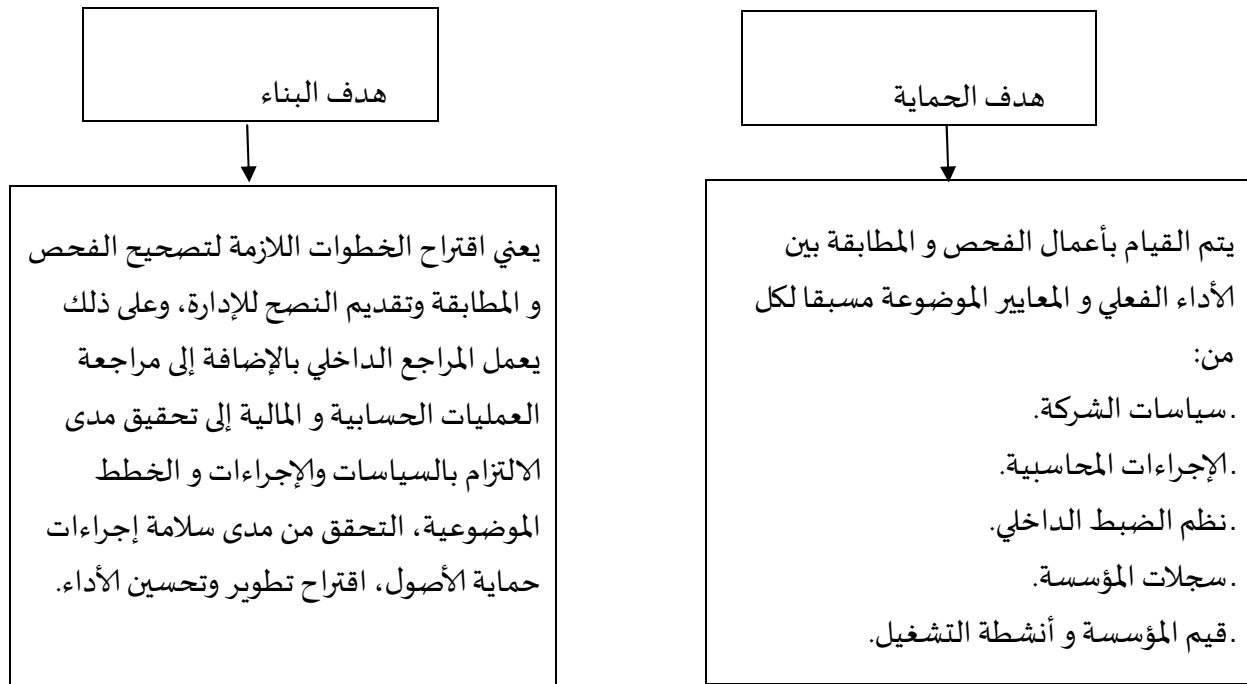 هدف الحماية
يتم القيام بأعمال الفحص و المطابقة بين
الأداء الفعلي و المعايير الموضوعة مسبقا لكل
من:
.سياسات الشركة.
.الإجراءات المحاسبية.
.نظم الضبط الداخلي.
.سجلات المؤسسة.
.قيم المؤسسة و أنشطة التشغيل.
هدف البناء
يعني اقتراح الخطوات اللازمة لتصحيح الفحص
و المطابقة وتقديم النصح للإدارة، وعلى ذلك
يعمل المراجع الداخلي بالإضافة إلى مراجعة
العمليات الحسابية و المالية إلى تحقيق مدى
الالتزام بالسياسات والإجراءات و الخطط
الموضوعية، التحقق من مدى سلامة إجراءات
حماية الأصول، اقتراح تطوير وتحسين الأداء.